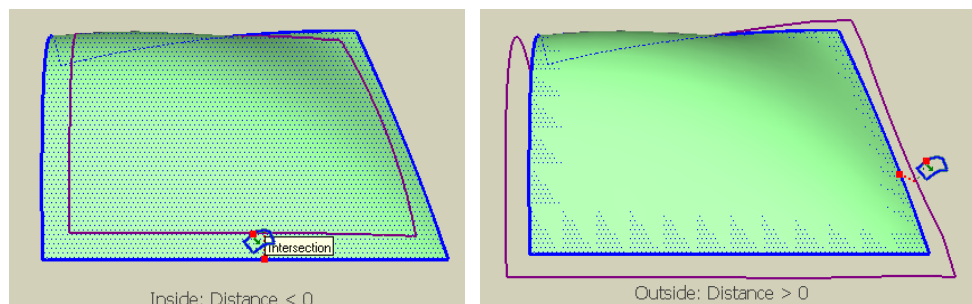 Intersection
Inside: Distance < 0
Outside: Distance > 0